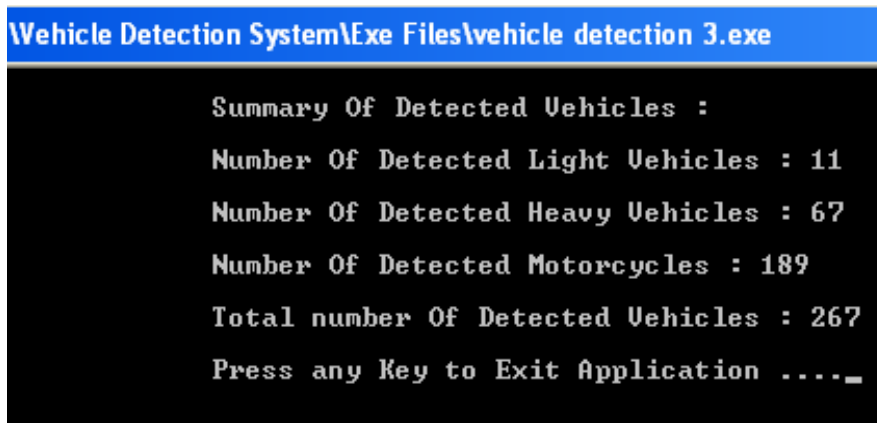 \Vehicle Detection System\Exe Files\vehicle detection 3.exe
Summary Of Detected Vehicles :
Number Of Detected Light Vehicles : 11
Number Of Detected Heavy Vehicles : 67
Number Of Detected Motorcycles : 189
Total number Of Detected Vehicles : 267
Press any Key to Exit Application ...._